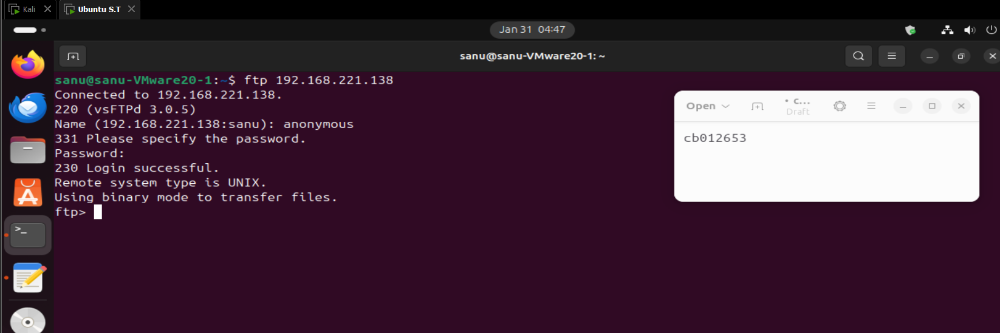 Kali
Ubuntu S.T
Jan 31 04:47
sanu@sanu-VMware20-1: ~
sanu@sanu-VMware20-1:~$ ftp 192.168.221.138
Connected to 192.168.221.138.
220 (vsFTPd 3.0.5)
Name (192.168.221.138:sanu): anonymous
331 Please specify the password.
Password:
230 Login successful.
Remote system type is UNIX.
Using binary mode to transfer files.
ftp>
Open
• c...
Draft
cb012653